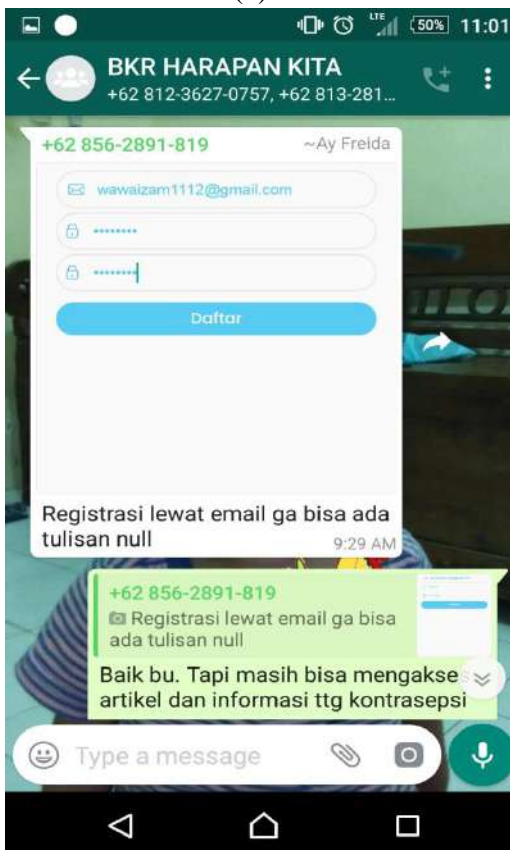 LTE 50% 11:01
BKR HARAPAN KITA
+62 812-3627-0757, +62 813-281...
+62 856-2891-819 ~Ay Freida
wawaizam1112@gmail.com
Daftar
Registrasi lewat email ga bisa ada
tulisan null 9:29 AM
+62 856-2891-819
Registrasi lewat email ga bisa
ada tulisan null
Baik bu. Tapi masih bisa mengakses
artikel dan informasi ttg kontrasepsi
Type a message